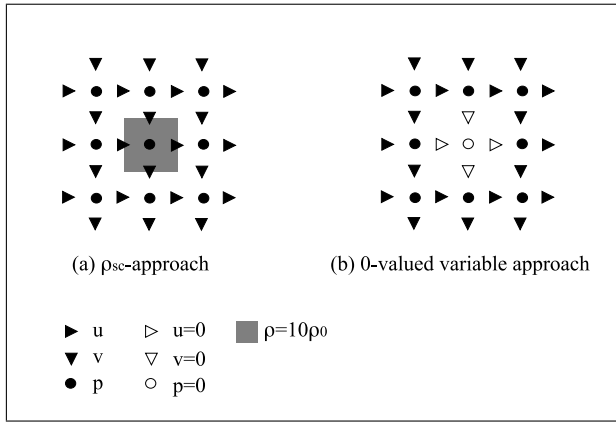 (a) ρsc-approach
(b) 0-valued variable approach
u u=0 ρ=10ρ0
v v=0
p p=0